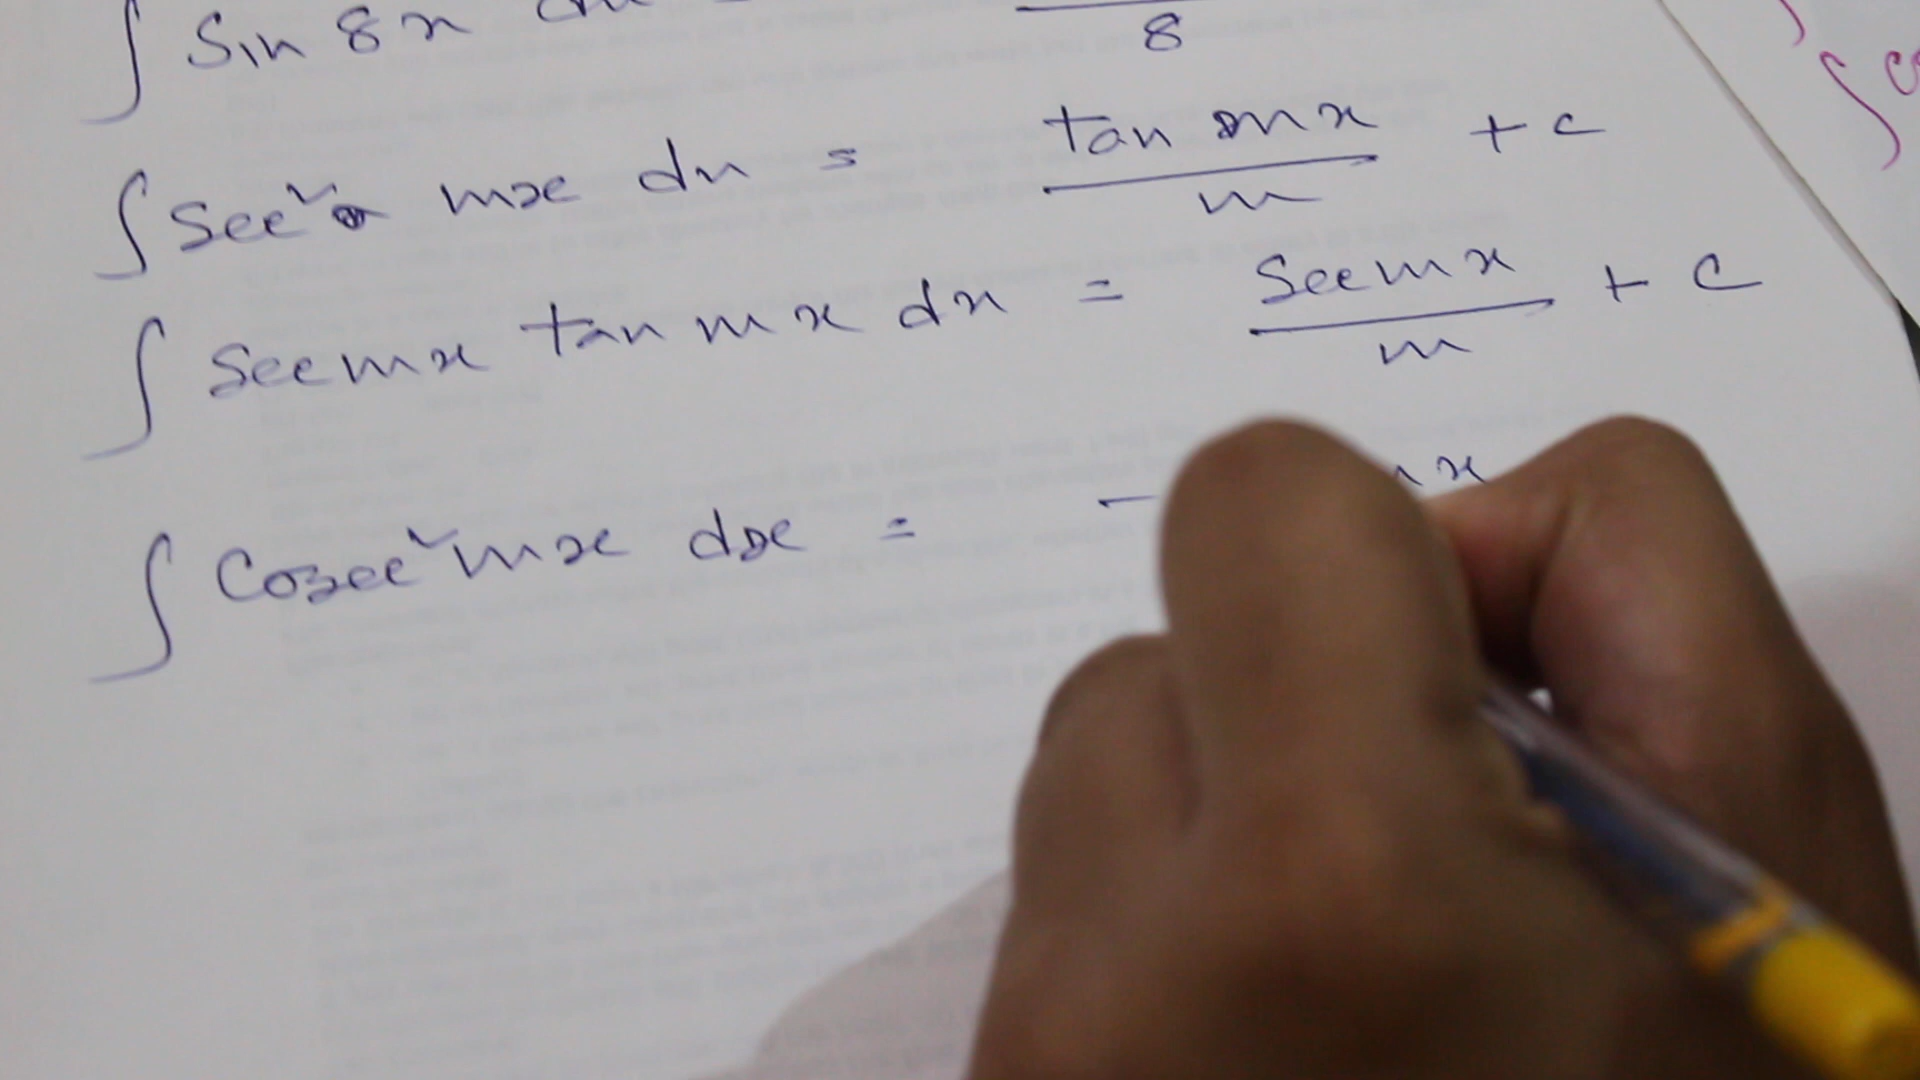 ∫ Sin 8x
8
∫ Sec² mx dx = tan mx / m + c
∫ Sec mx tan mx dx = Sec mx / m + c
∫ Cosec² mx dx = - x